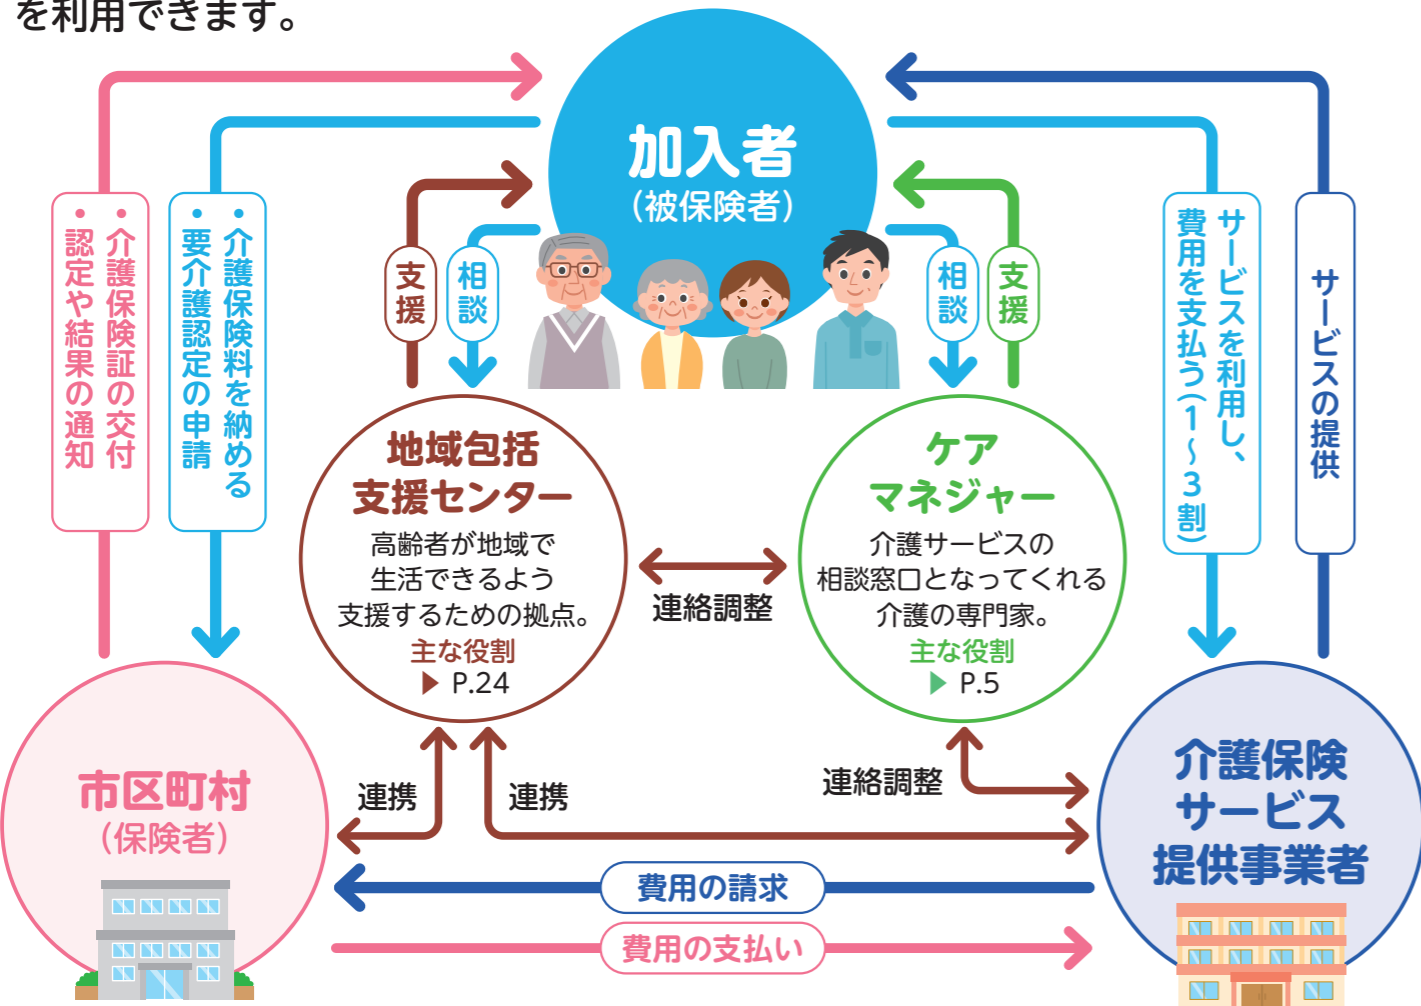 を利用できます。
加入者
（被保険者）
・介護保険証の交付
・認定や結果の通知
・介護保険料を納める
・要介護認定の申請
支援
相談
相談
支援
サービスを利用し、
費用を支払う（1～3割）
サービスの提供
地域包括
支援センター
高齢者が地域で
生活できるよう
支援するための拠点。
主な役割
▶ P.24
連絡調整
ケア
マネジャー
介護サービスの
相談窓口となってくれる
介護の専門家。
主な役割
▶ P.5
市区町村
（保険者）
連携
連携
連絡調整
介護保険
サービス
提供事業者
費用の請求
費用の支払い